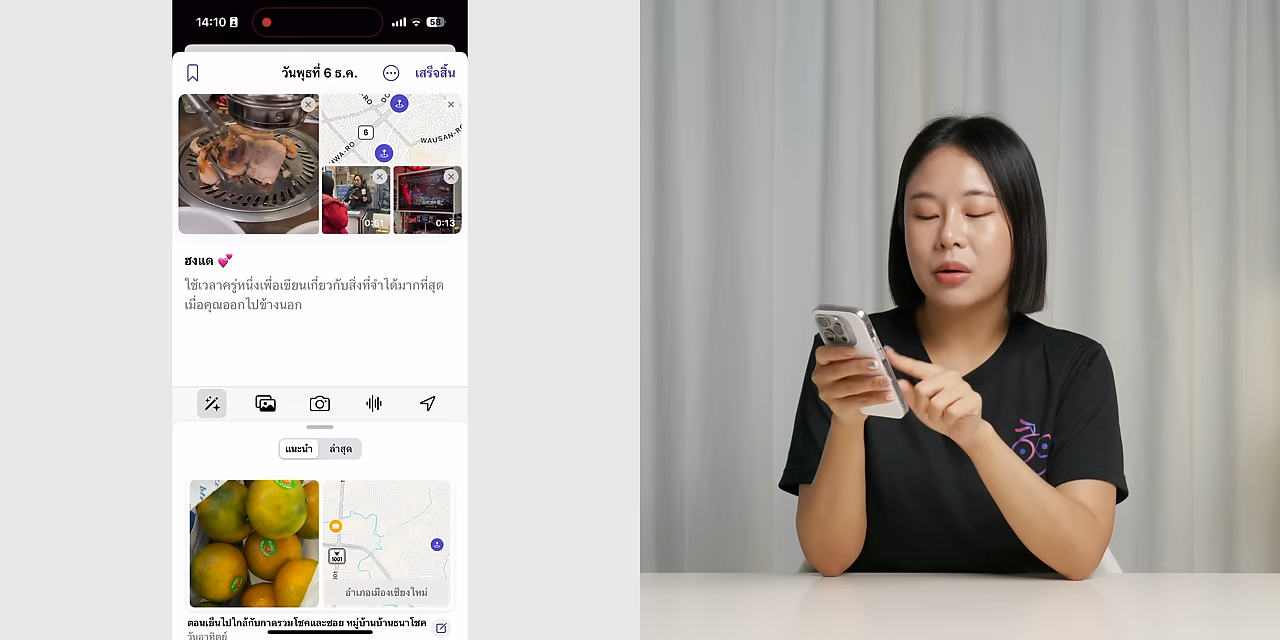 14:10
58
วันพุธที่ 6 ธ.ค.
เสร็จสิ้น
6
WAUSAN-RO
0:51
0:13
ฮงแด 💕
ใช้เวลาครู่หนึ่งเพื่อเขียนเกี่ยวกับสิ่งที่จำได้มากที่สุด
เมื่อคุณออกไปข้างนอก
แนะนำ
ล่าสุด
1001
อำเภอเมืองเชียงใหม่
ตอนเย็นไปใกล้กับกาดรวมโชคและซอย หมู่บ้านบ้านธนาโชค
วันอาทิตย์